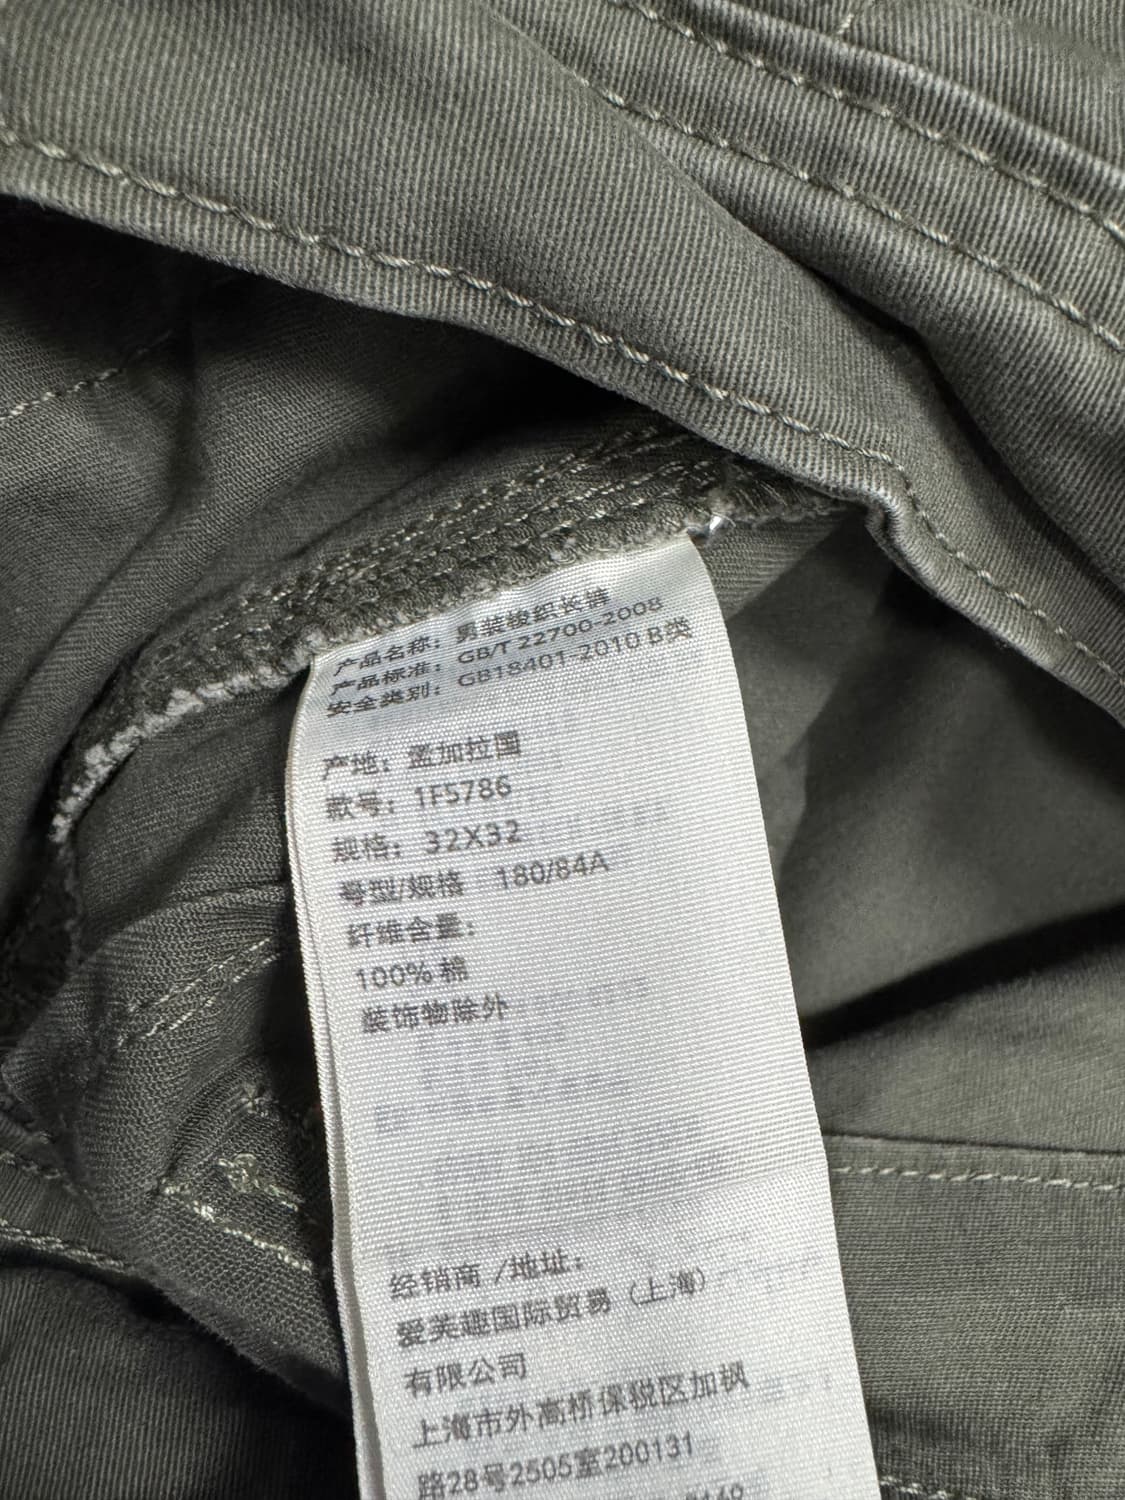 产品名称：男装梭织长裤
产品标准：GB/T 22700-2008
安全类别：GB18401-2010 B类
产地：孟加拉国
款号：1F5786
规格：32X32
号型/规格 180/84A
纤维含量：
100% 棉
装饰物除外
经销商 /地址：
爱芙趣国际贸易（上海）
有限公司
上海市外高桥保税区加枫
路28号2505室200131